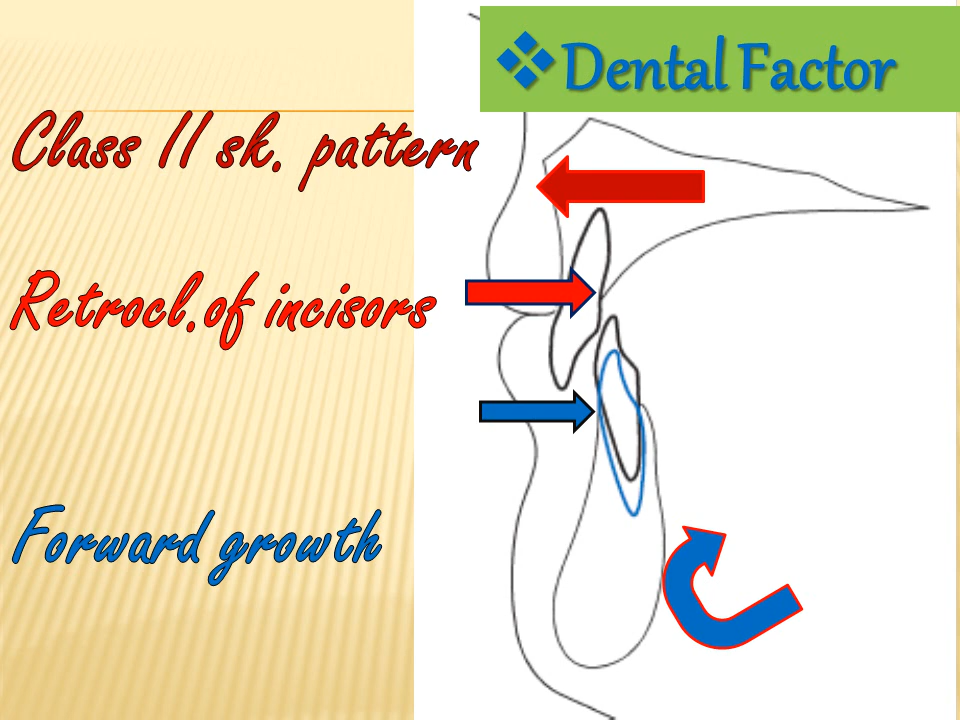 ❖Dental Factor
Class II sk. pattern
Retrocl.of incisors
Forward growth